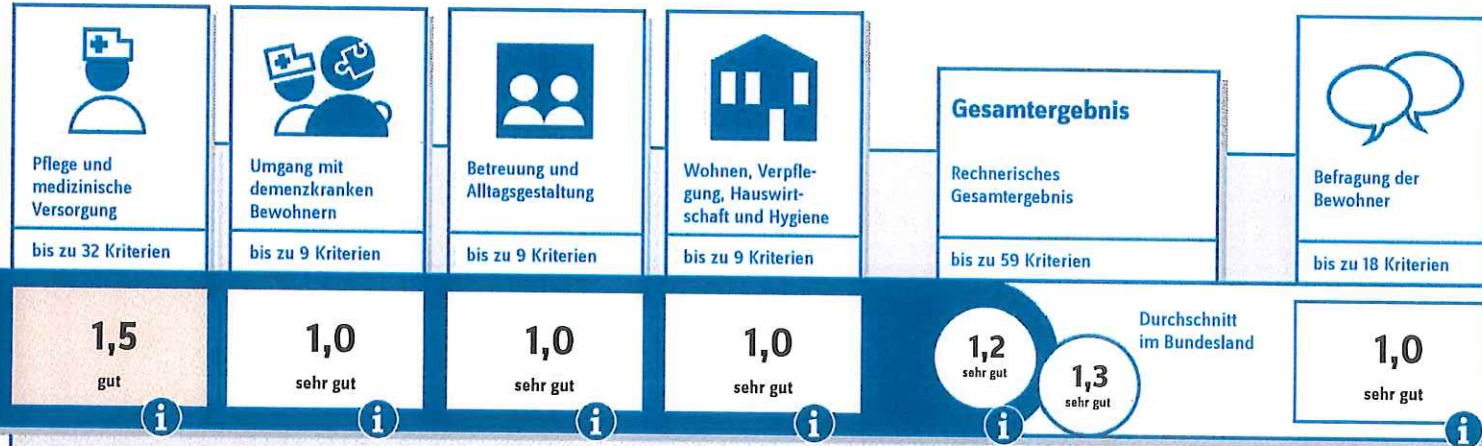 Pflege und
medizinische
Versorgung
bis zu 32 Kriterien
1,5
gut
i
Umgang mit
demenzkranken
Bewohnern
bis zu 9 Kriterien
1,0
sehr gut
i
Betreuung und
Alltagsgestaltung
bis zu 9 Kriterien
1,0
sehr gut
i
Wohnen, Verpfle-
gung, Hauswirt-
schaft und Hygiene
bis zu 9 Kriterien
1,0
sehr gut
i
Gesamtergebnis
Rechnerisches
Gesamtergebnis
bis zu 59 Kriterien
1,2
sehr gut
i
1,3
sehr gut
Durchschnitt
im Bundesland
Befragung der
Bewohner
bis zu 18 Kriterien
1,0
sehr gut
i